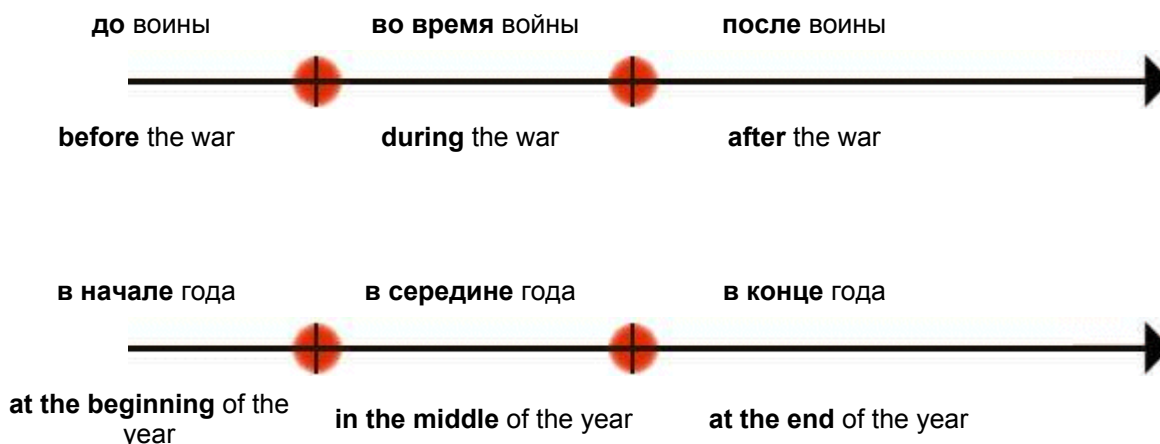 до воины во время войны после воины
before the war during the war after the war
в начале года в середине года в конце года
at the beginning of the year in the middle of the year at the end of the year